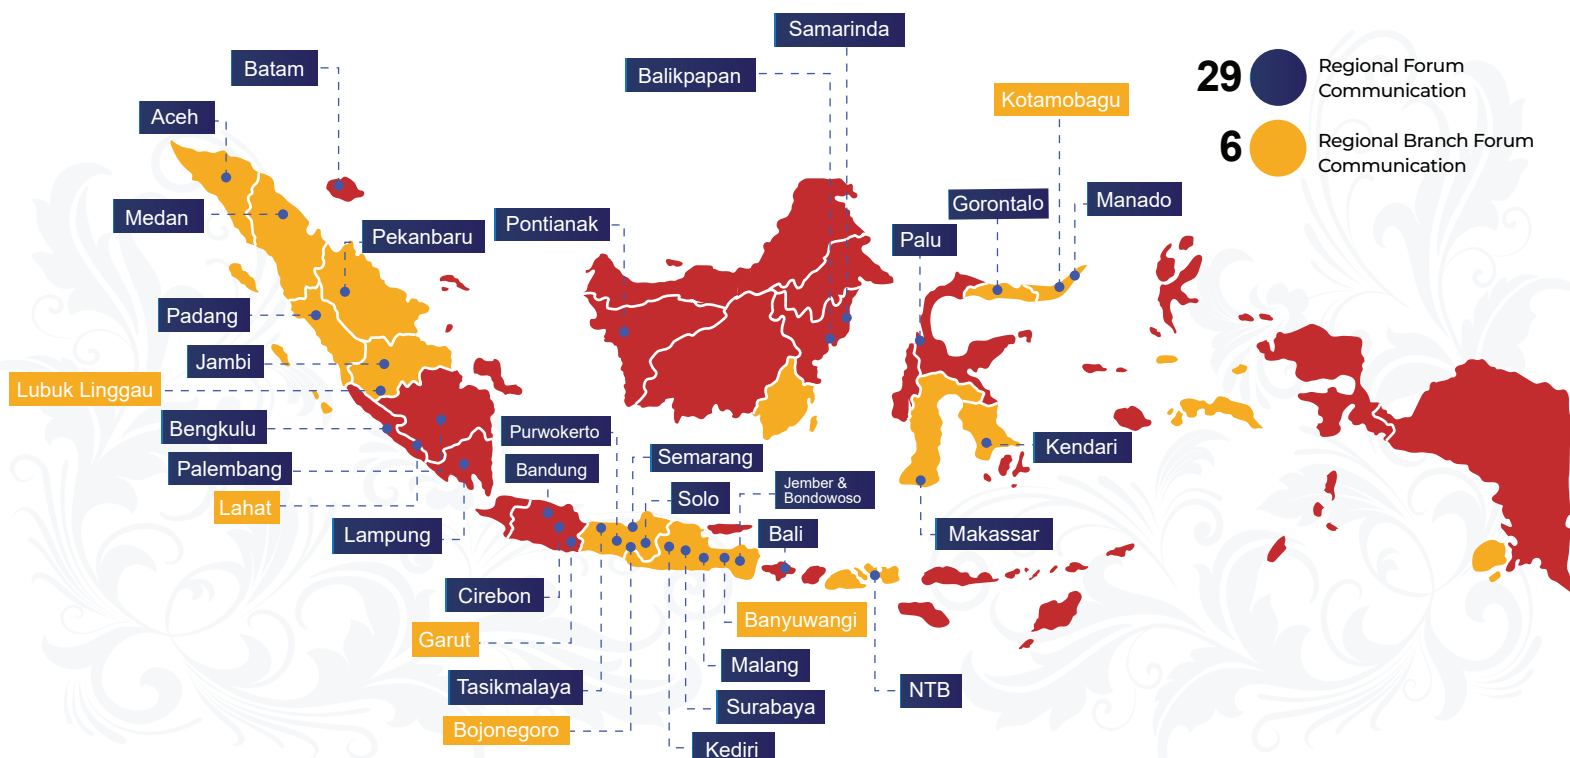 Samarinda
Batam
Balikpapan
29
Regional Forum
Communication
Kotamobagu
Aceh
6
Regional Branch Forum
Communication
Medan
Pekanbaru
Pontianak
Gorontalo
Manado
Palu
Padang
Jambi
Lubuk Linggau
Bengkulu
Purwokerto
Semarang
Kendari
Palembang
Bandung
Jember &
Bondowoso
Lahat
Solo
Lampung
Bali
Makassar
Cirebon
Banyuwangi
Garut
Malang
Tasikmalaya
NTB
Surabaya
Bojonegoro
Kediri